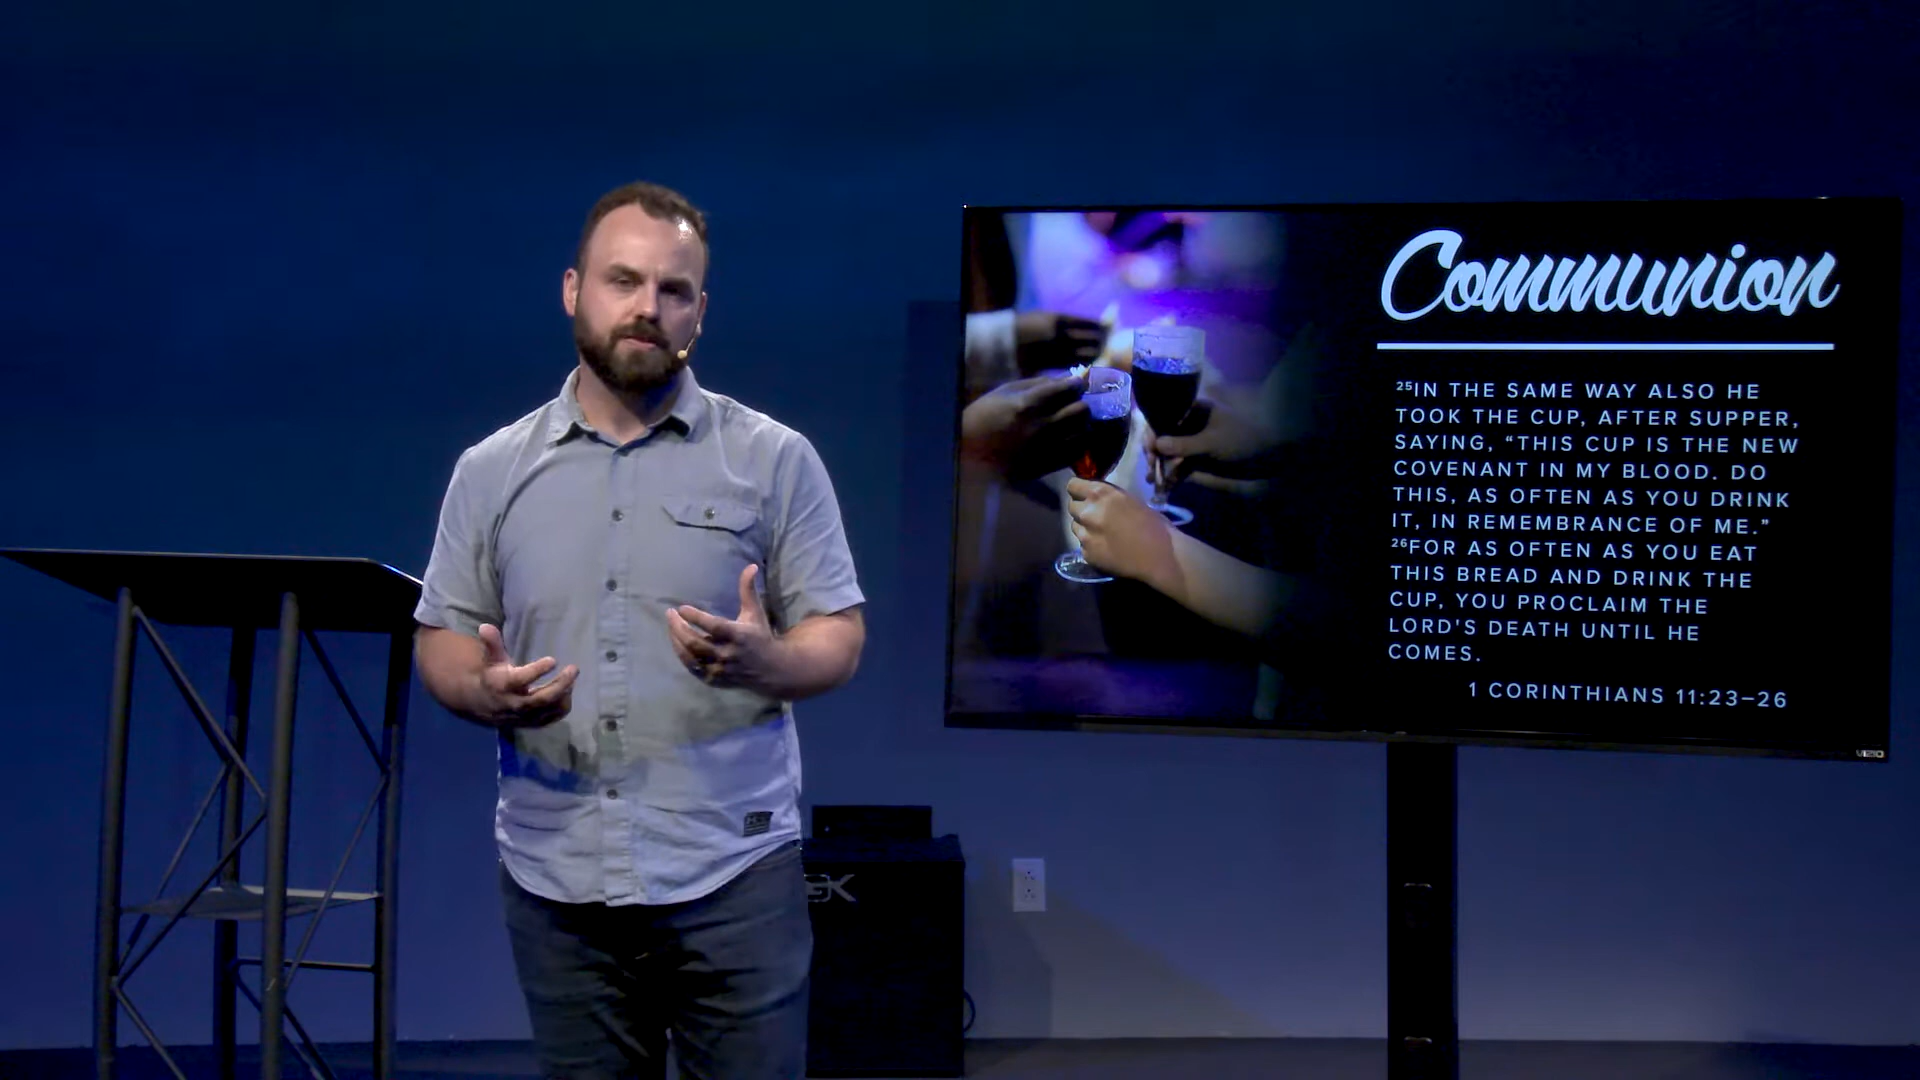 Communion
²⁵IN THE SAME WAY ALSO HE
TOOK THE CUP, AFTER SUPPER,
SAYING, “THIS CUP IS THE NEW
COVENANT IN MY BLOOD. DO
THIS, AS OFTEN AS YOU DRINK
IT, IN REMEMBRANCE OF ME.”
²⁶FOR AS OFTEN AS YOU EAT
THIS BREAD AND DRINK THE
CUP, YOU PROCLAIM THE
LORD'S DEATH UNTIL HE
COMES.
1 CORINTHIANS 11:23–26
VIZIO